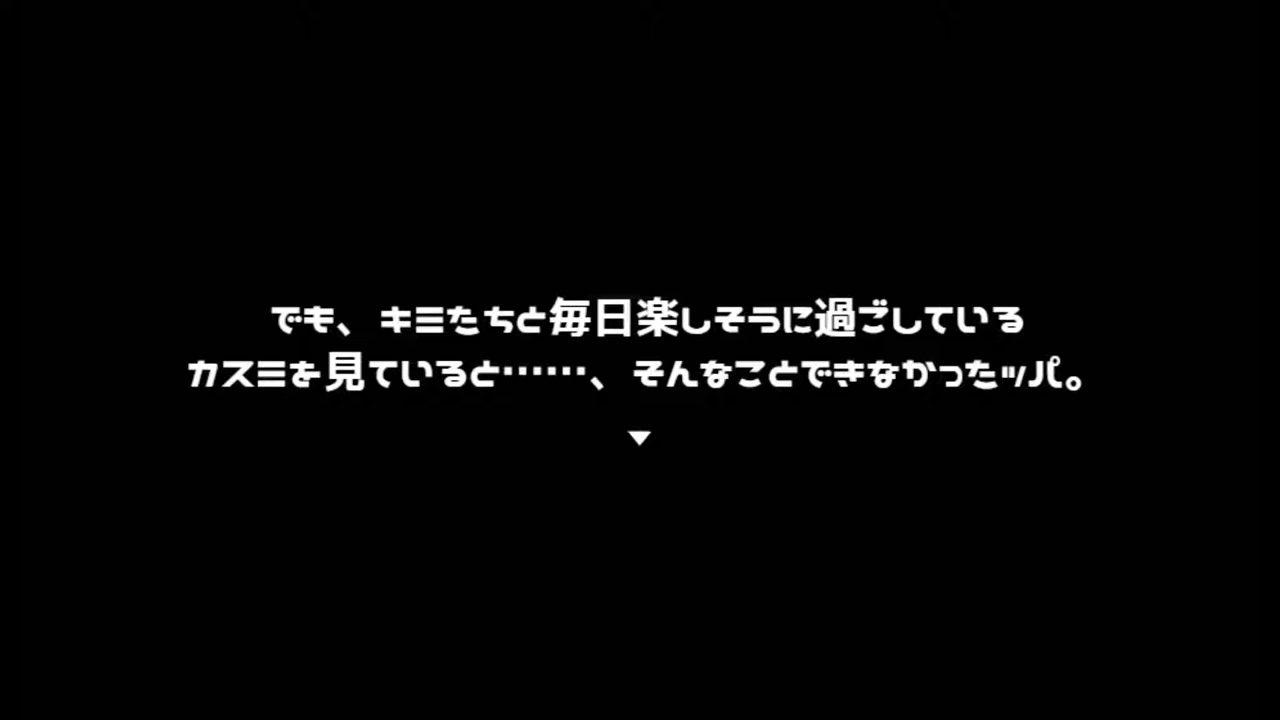 でも、キミたちと毎日楽しそうに過ごしている
カスミを見ていると……、そんなことできなかったッパ。